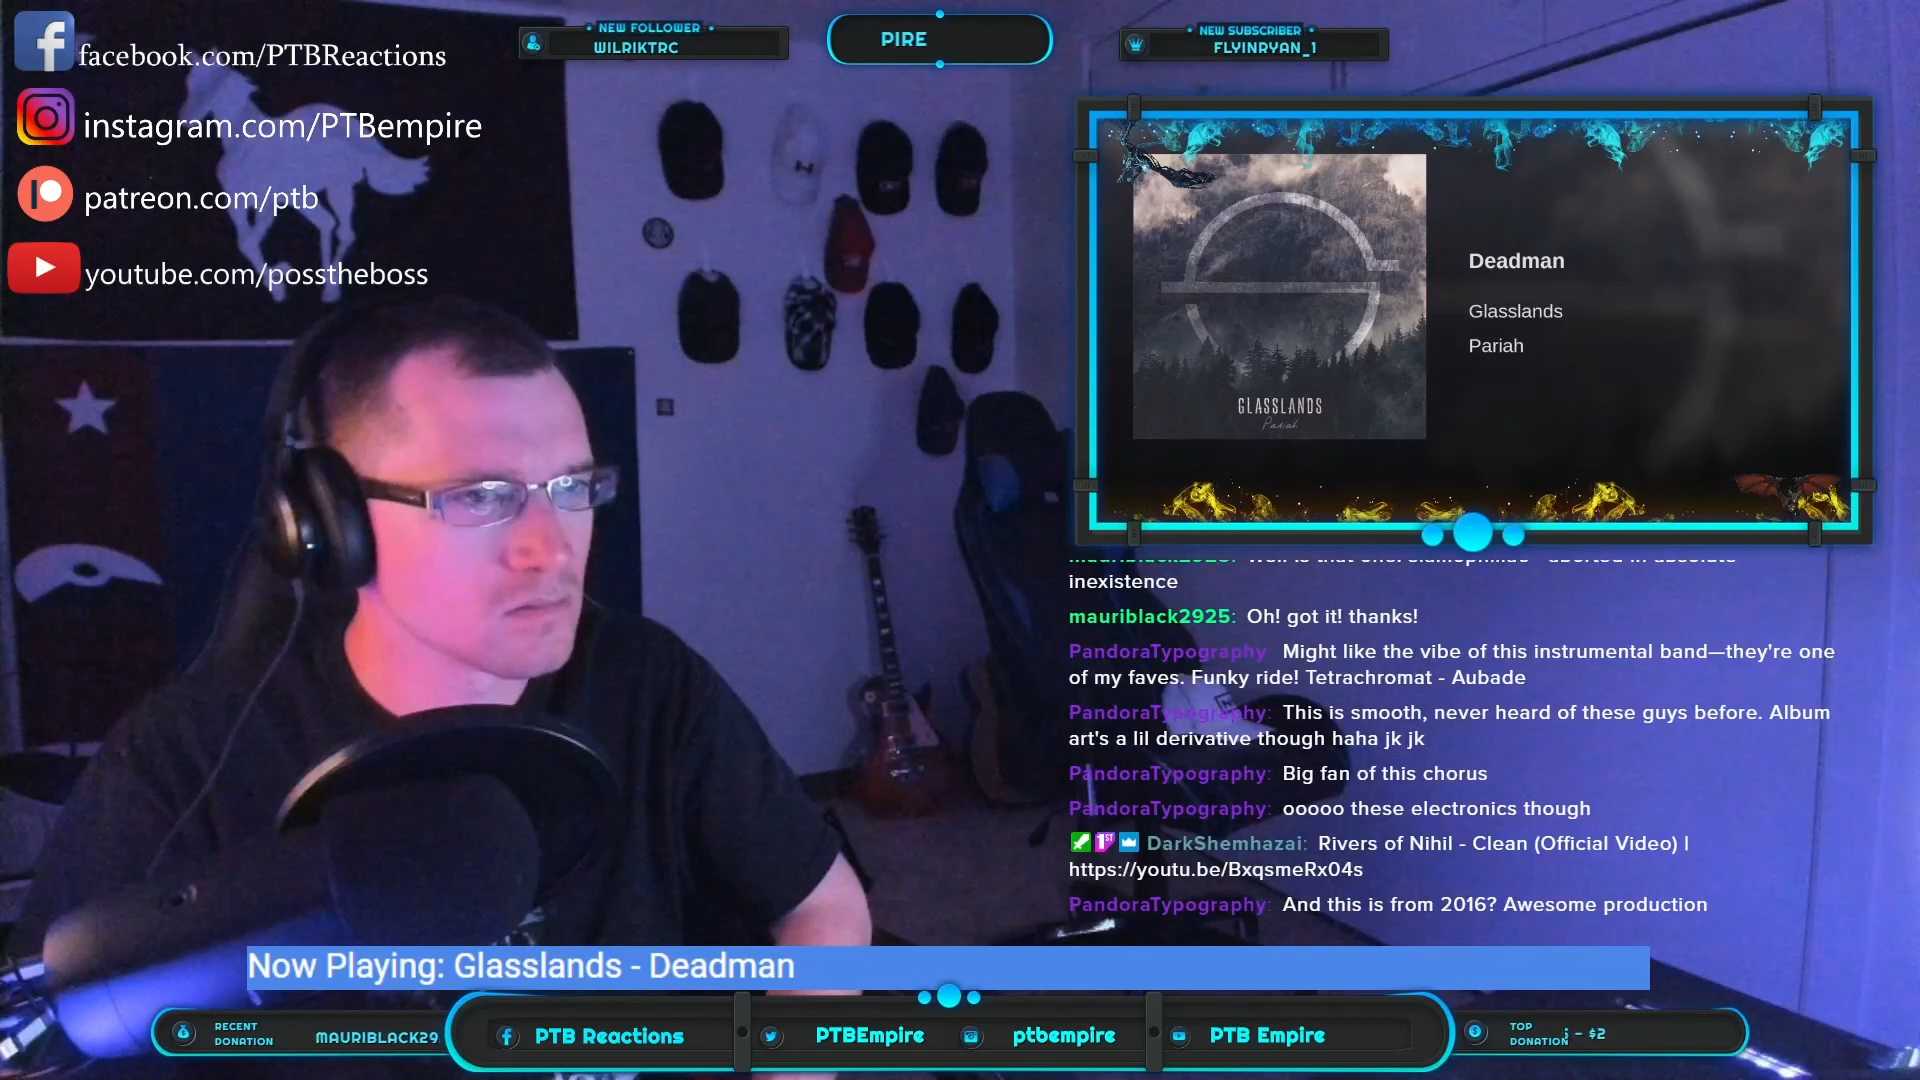 facebook.com/PTBReactions
instagram.com/PTBempire
patreon.com/ptb
youtube.com/posstheboss
NEW FOLLOWER
WILRIKTRC
PIRE
NEW SUBSCRIBER
FLYINRYAN_1
GLASSLANDS
Pariah
Deadman
Glasslands
Pariah
inexistence
mauriblack2925: Oh! got it! thanks!
PandoraTypography: Might like the vibe of this instrumental band—they're one
of my faves. Funky ride! Tetrachromat - Aubade
PandoraTypography: This is smooth, never heard of these guys before. Album
art's a lil derivative though haha jk jk
PandoraTypography: Big fan of this chorus
PandoraTypography: ooooo these electronics though
1ST DarkShemhazai: Rivers of Nihil - Clean (Official Video) |
https://youtu.be/BxqsmeRx04s
PandoraTypography: And this is from 2016? Awesome production
Now Playing: Glasslands - Deadman
RECENT
DONATION
MAURIBLACK29
PTB Reactions
PTBEmpire
ptbempire
PTB Empire
TOP
DONATION
- $2